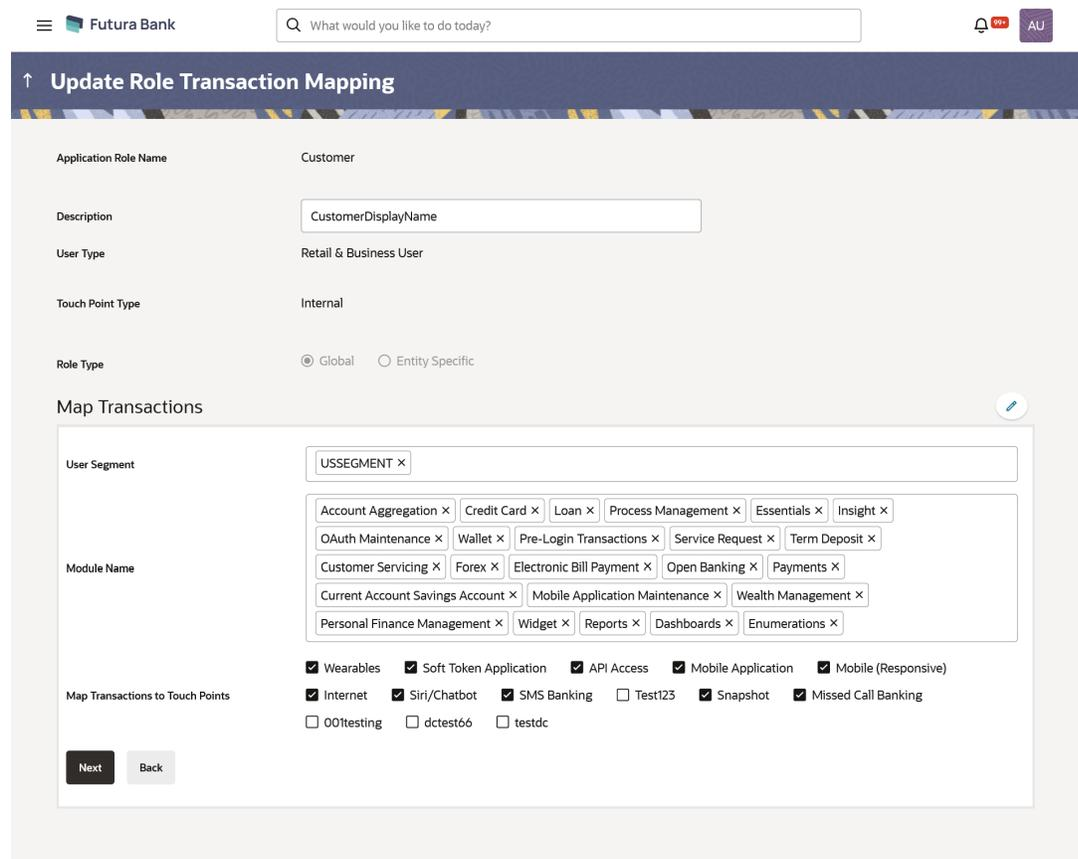 Futura Bank
What would you like to do today?
99+
AU
Update Role Transaction Mapping
Application Role Name Customer
Description CustomerDisplayName
User Type Retail & Business User
Touch Point Type Internal
Role Type Global Entity Specific
Map Transactions
User Segment USSEGMENT
Account Aggregation Credit Card Loan Process Management Essentials Insight
OAuth Maintenance Wallet Pre-Login Transactions Service Request Term Deposit
Module Name Customer Servicing Forex Electronic Bill Payment Open Banking Payments
Current Account Savings Account Mobile Application Maintenance Wealth Management
Personal Finance Management Widget Reports Dashboards Enumerations
Wearables Soft Token Application API Access Mobile Application Mobile (Responsive)
Map Transactions to Touch Points Internet Siri/Chatbot SMS Banking Test123 Snapshot Missed Call Banking
001testing dctest66 testdc
Next Back